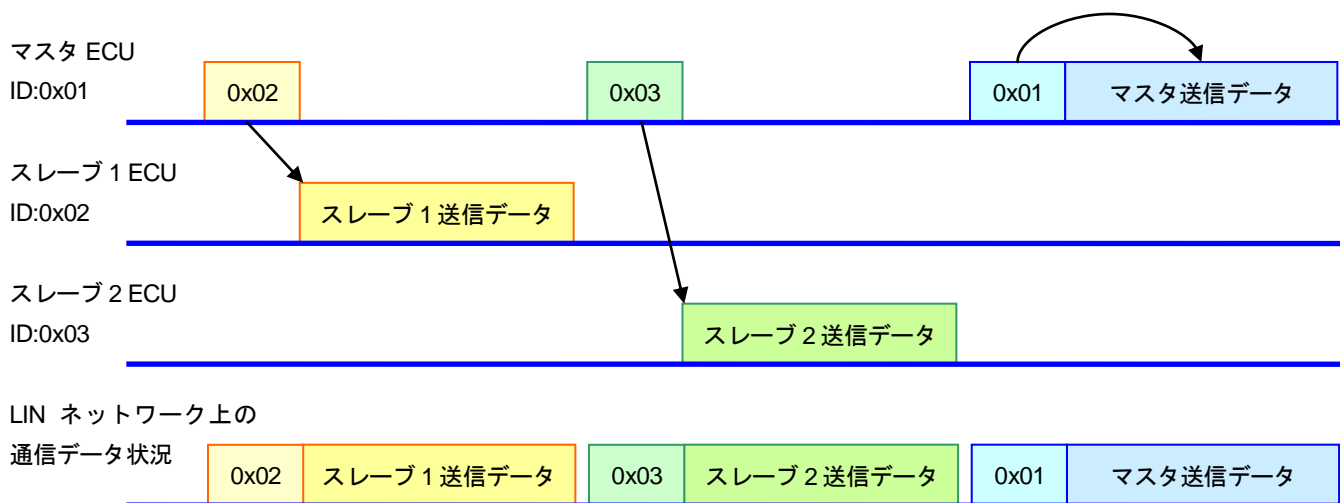 マスタ ECU
ID:0x01
0x02
0x03
0x01
マスタ送信データ
スレーブ 1 ECU
ID:0x02
スレーブ 1 送信データ
スレーブ 2 ECU
ID:0x03
スレーブ 2 送信データ
LIN ネットワーク上の
通信データ状況
0x02
スレーブ 1 送信データ
0x03
スレーブ 2 送信データ
0x01
マスタ送信データ